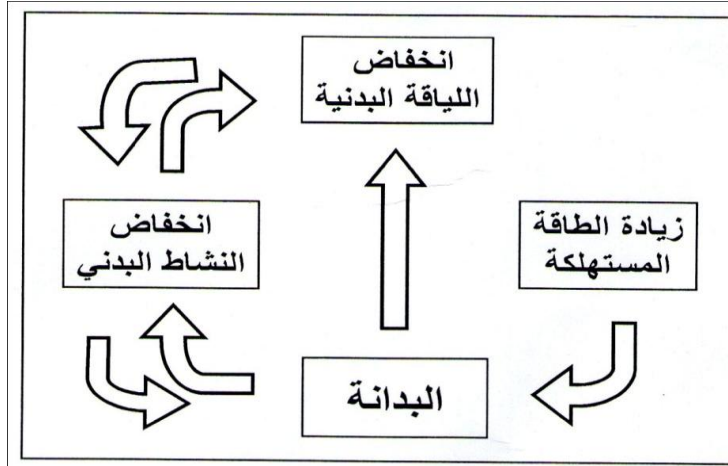 انخفاض
اللياقة البدنية
زيادة الطاقة
المستهلكة
انخفاض
النشاط البدني
البدانة